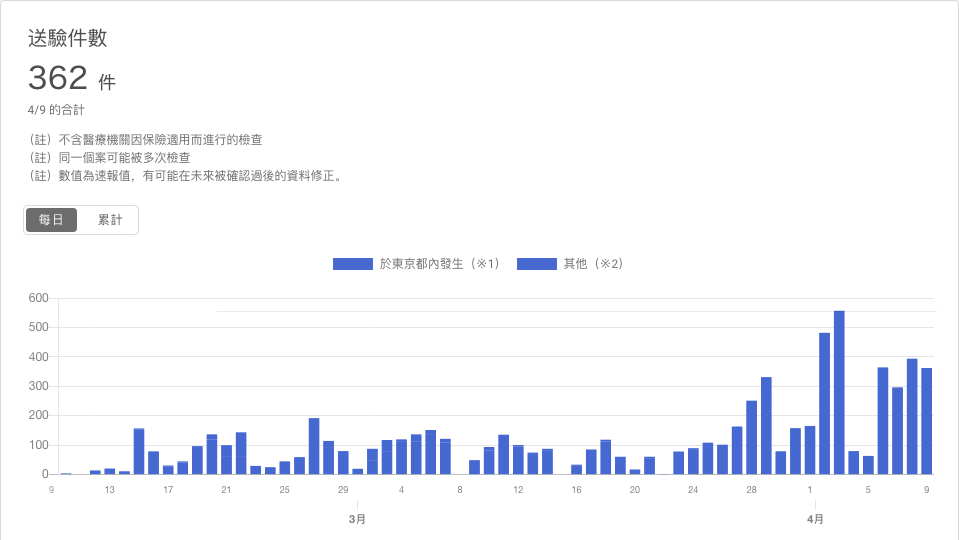 送驗件數
362 件
4/9 的合計
（註）不含醫療機關因保險適用而進行的檢查
（註）同一個案可能被多次檢查
（註）數值為速報值，有可能在未來被確認過後的資料修正。
每日 累計
於東京都內發生（※1） 其他（※2）
600
500
400
300
200
100
0
9 13 17 21 25 29 4 8 12 16 20 24 28 1 5 9
3月 4月